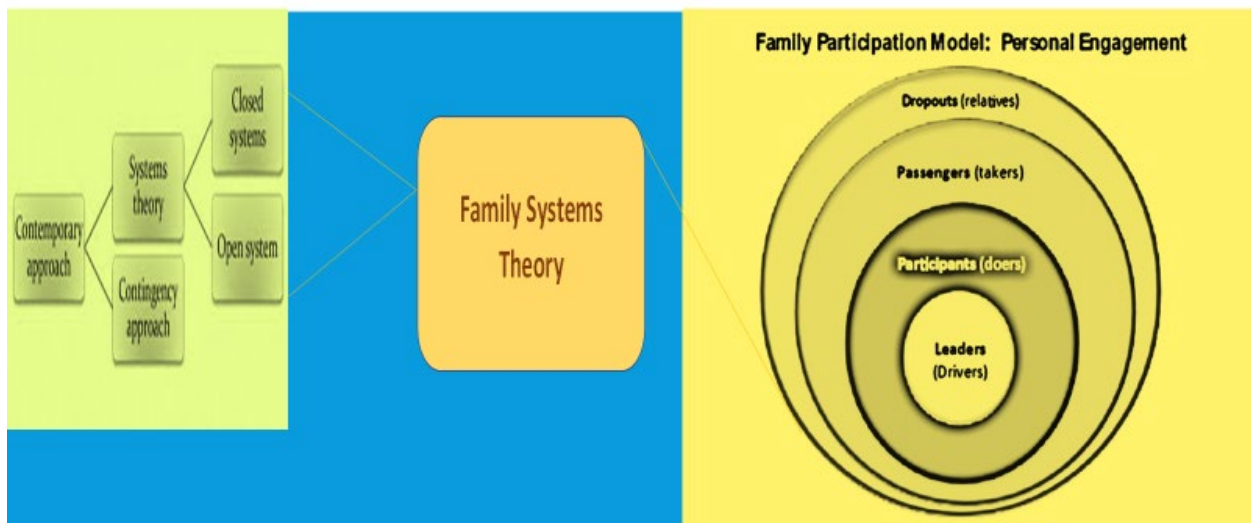 Contemporary
approach
Systems
theory
Contingency
approach
Closed
systems
Open system
Family Systems
Theory
Family Participation Model: Personal Engagement
Dropouts (relatives)
Passengers (takers)
Participants (doers)
Leaders
(Drivers)